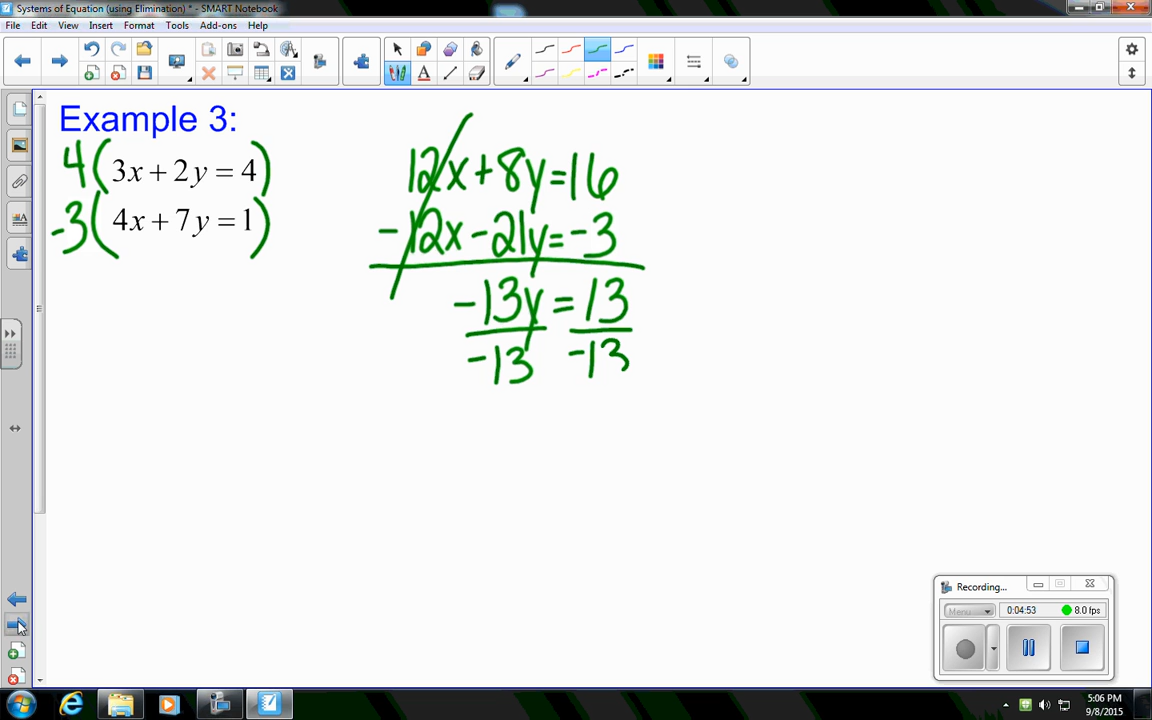 Systems of Equation (using Elimination) * - SMART Notebook
File Edit View Insert Format Tools Add-ons Help
Example 3:
4(3x + 2y = 4)
-3(4x + 7y = 1)
12x + 8y = 16
-12x - 21y = -3
-13y = 13
-13 -13
Recording...
Menu 0:04:53 8.0 fps
5:06 PM
9/8/2015